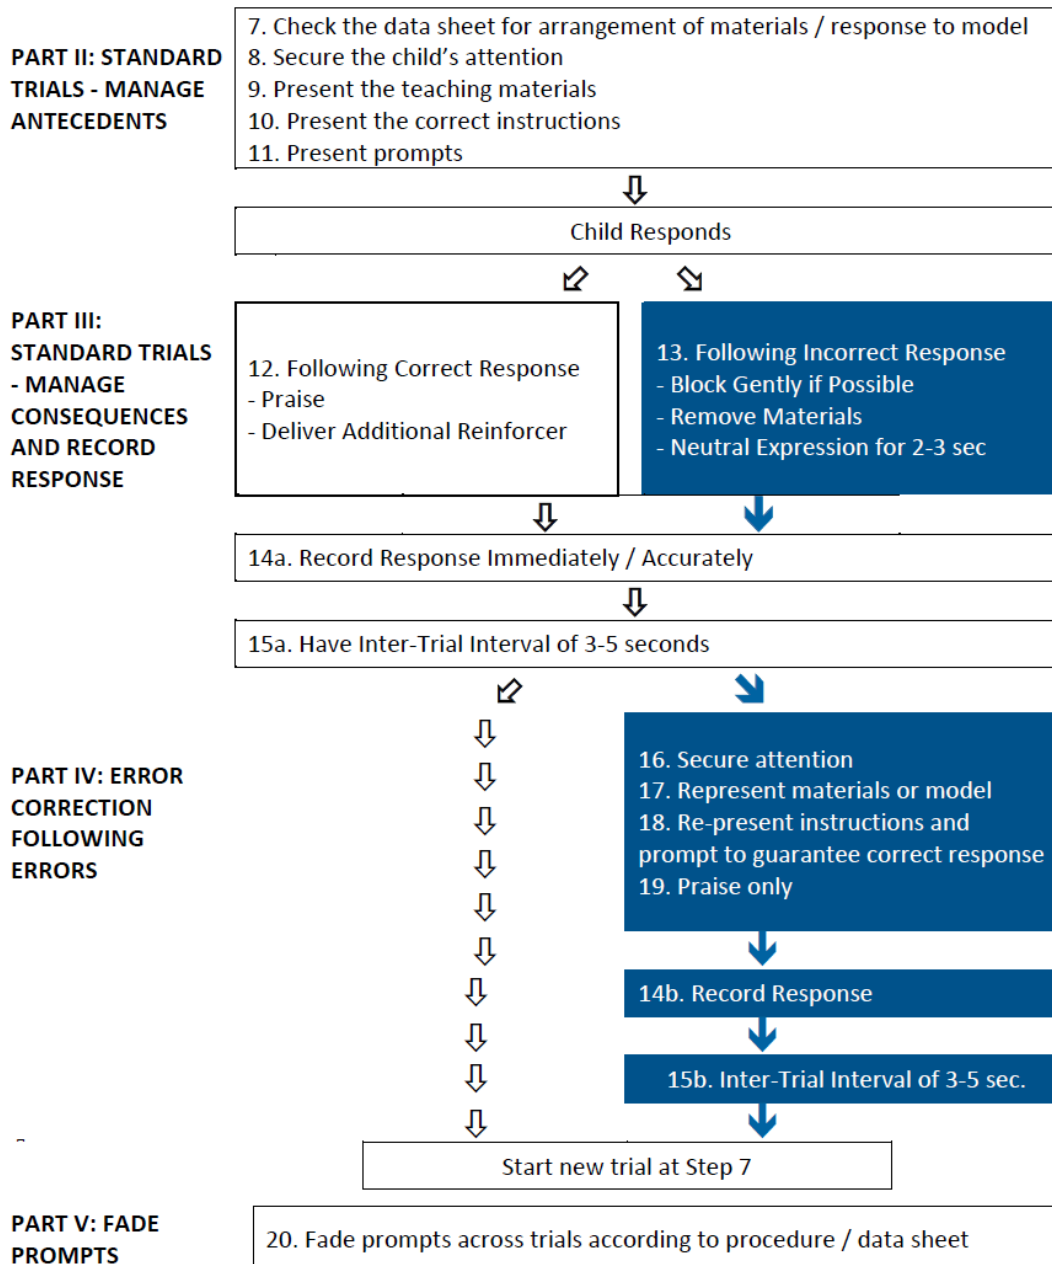 PART II: STANDARD
TRIALS - MANAGE
ANTECEDENTS
7. Check the data sheet for arrangement of materials / response to model
8. Secure the child's attention
9. Present the teaching materials
10. Present the correct instructions
11. Present prompts
Child Responds
PART III:
STANDARD TRIALS
- MANAGE
CONSEQUENCES
AND RECORD
RESPONSE
12. Following Correct Response
- Praise
- Deliver Additional Reinforcer
13. Following Incorrect Response
- Block Gently if Possible
- Remove Materials
- Neutral Expression for 2-3 sec
14a. Record Response Immediately / Accurately
15a. Have Inter-Trial Interval of 3-5 seconds
PART IV: ERROR
CORRECTION
FOLLOWING
ERRORS
16. Secure attention
17. Represent materials or model
18. Re-present instructions and
prompt to guarantee correct response
19. Praise only
14b. Record Response
15b. Inter-Trial Interval of 3-5 sec.
Start new trial at Step 7
PART V: FADE
PROMPTS
20. Fade prompts across trials according to procedure / data sheet